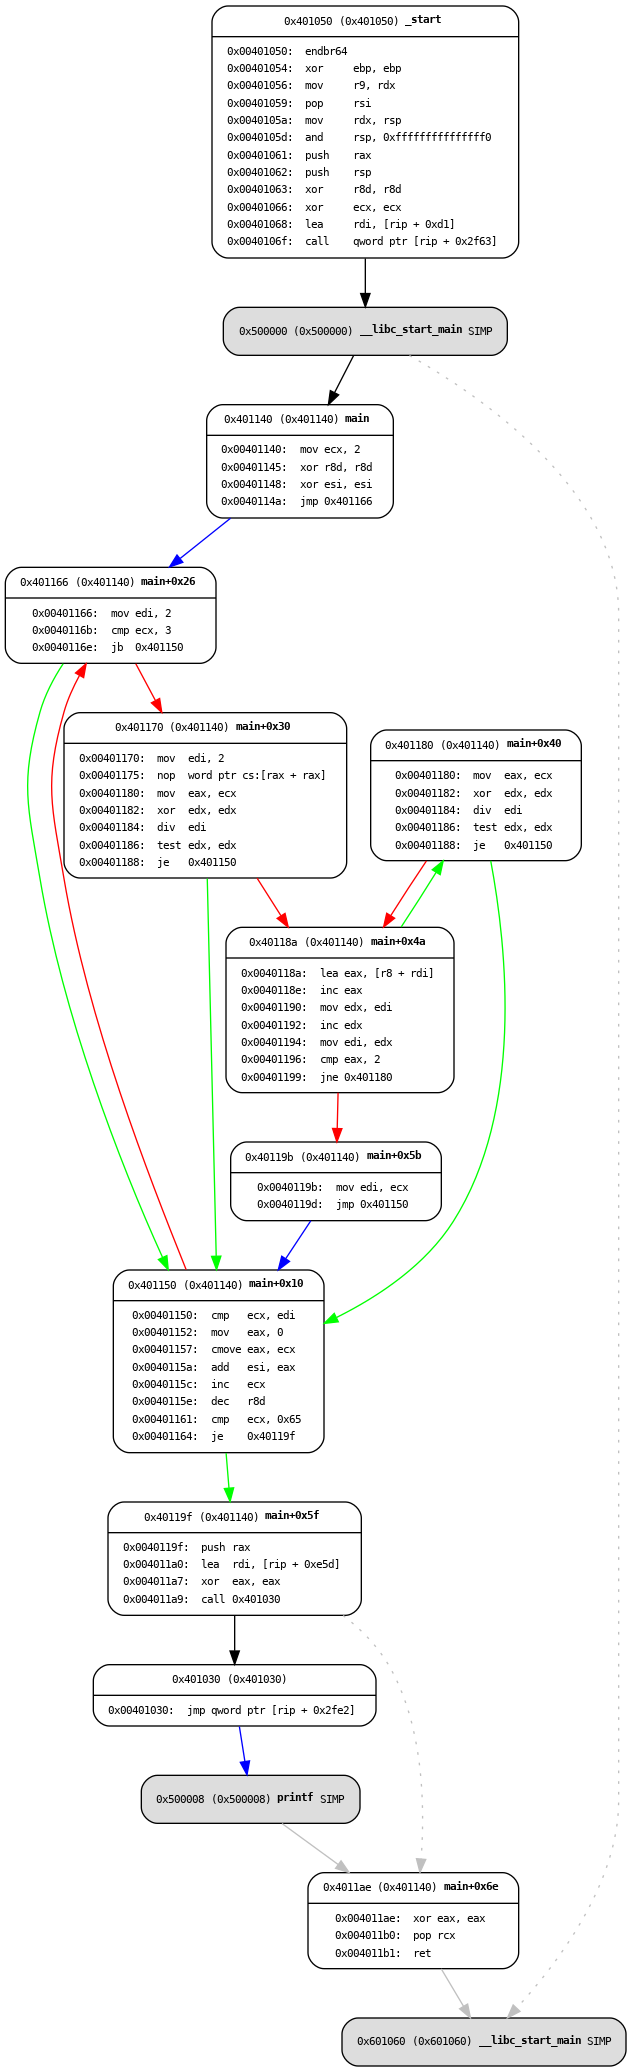 0x401050 (0x401050) _start
0x00401050: endbr64
0x00401054: xor ebp, ebp
0x00401056: mov r9, rdx
0x00401059: pop rsi
0x0040105a: mov rdx, rsp
0x0040105d: and rsp, 0xfffffffffffffff0
0x00401061: push rax
0x00401062: push rsp
0x00401063: xor r8d, r8d
0x00401066: xor ecx, ecx
0x00401068: lea rdi, [rip + 0xd1]
0x0040106f: call qword ptr [rip + 0x2f63]
0x500000 (0x500000) __libc_start_main SIMP
0x401140 (0x401140) main
0x00401140: mov ecx, 2
0x00401145: xor r8d, r8d
0x00401148: xor esi, esi
0x0040114a: jmp 0x401166
0x401166 (0x401140) main+0x26
0x00401166: mov edi, 2
0x0040116b: cmp ecx, 3
0x0040116e: jb 0x401150
0x401170 (0x401140) main+0x30
0x00401170: mov edi, 2
0x00401175: nop word ptr cs:[rax + rax]
0x00401180: mov eax, ecx
0x00401182: xor edx, edx
0x00401184: div edi
0x00401186: test edx, edx
0x00401188: je 0x401150
0x401180 (0x401140) main+0x40
0x00401180: mov eax, ecx
0x00401182: xor edx, edx
0x00401184: div edi
0x00401186: test edx, edx
0x00401188: je 0x401150
0x40118a (0x401140) main+0x4a
0x0040118a: lea eax, [r8 + rdi]
0x0040118e: inc eax
0x00401190: mov edx, edi
0x00401192: inc edx
0x00401194: mov edi, edx
0x00401196: cmp eax, 2
0x00401199: jne 0x401180
0x40119b (0x401140) main+0x5b
0x0040119b: mov edi, ecx
0x0040119d: jmp 0x401150
0x401150 (0x401140) main+0x10
0x00401150: cmp ecx, edi
0x00401152: mov eax, 0
0x00401157: cmove eax, ecx
0x0040115a: add esi, eax
0x0040115c: inc ecx
0x0040115e: dec r8d
0x00401161: cmp ecx, 0x65
0x00401164: je 0x40119f
0x40119f (0x401140) main+0x5f
0x0040119f: push rax
0x004011a0: lea rdi, [rip + 0xe5d]
0x004011a7: xor eax, eax
0x004011a9: call 0x401030
0x401030 (0x401030)
0x00401030: jmp qword ptr [rip + 0x2fe2]
0x500008 (0x500008) printf SIMP
0x4011ae (0x401140) main+0x6e
0x004011ae: xor eax, eax
0x004011b0: pop rcx
0x004011b1: ret
0x601060 (0x601060) __libc_start_main SIMP